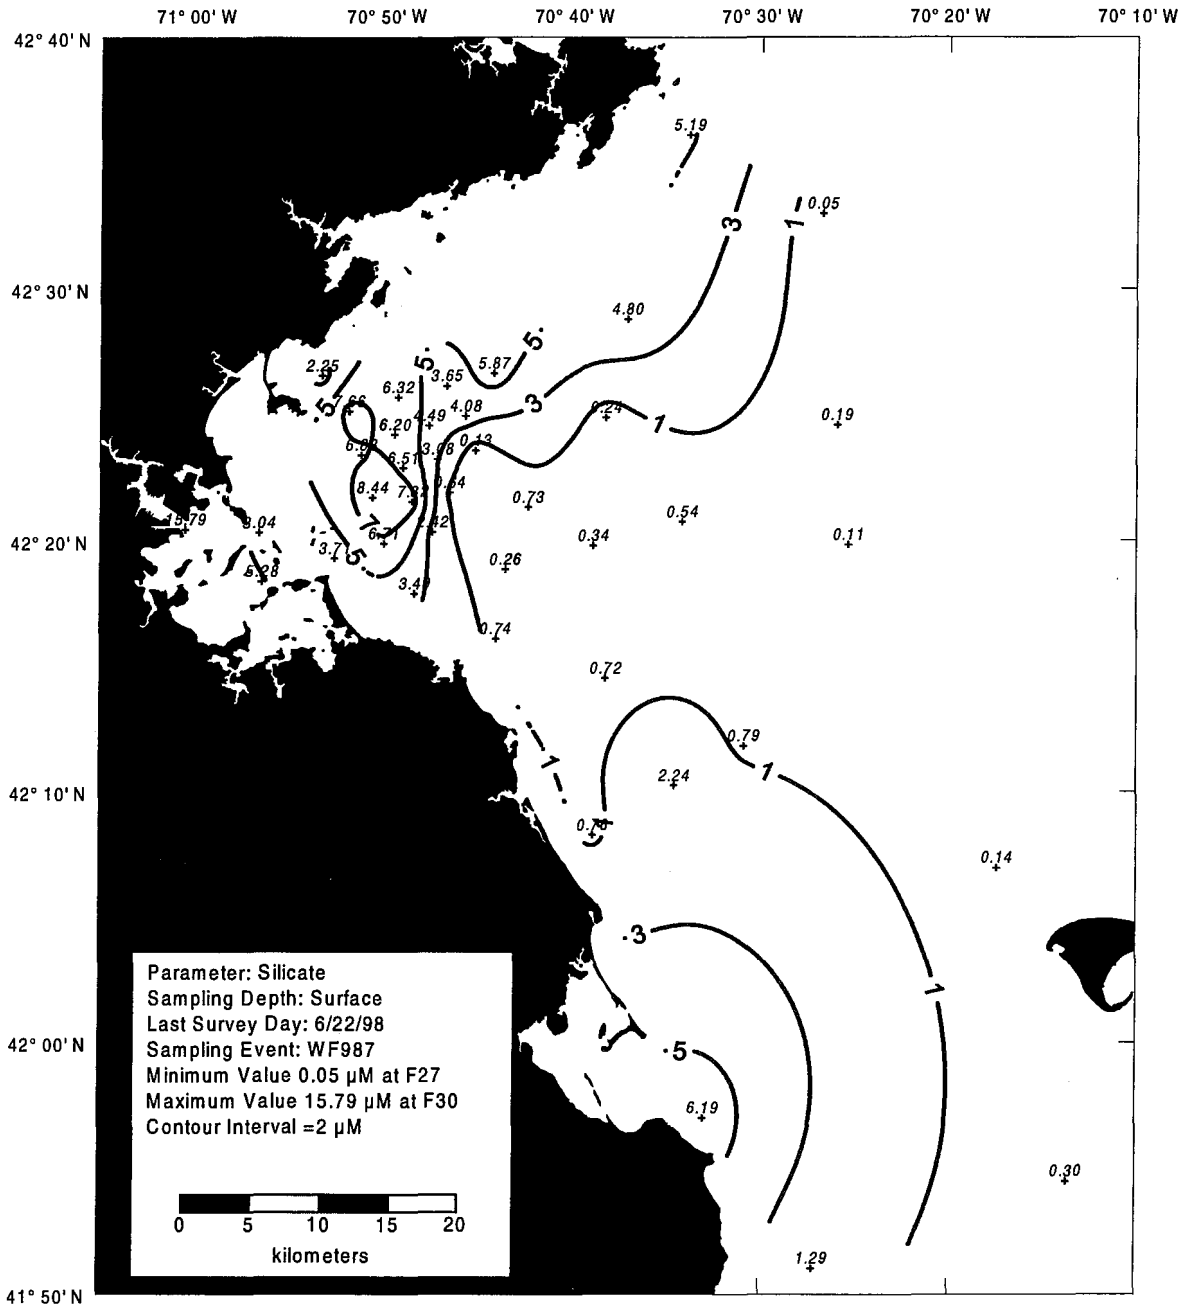 71° 00' W 70° 50' W 70° 40' W 70° 30' W 70° 20' W 70° 10' W
42° 40' N
5.19
0.05
3 1
42° 30' N
4.80
5. 5.
5.87
2.25
3.65
6.32
.5
7.66
3
4.08
0.24
4.49
1
0.19
6.20
0.13
3.08
6.51
8.44
0.73
0.54
15.79
7
3.04
42° 20' N
6.71
0.34
0.11
3.71
5.
0.26
5.28
0.74
0.72
0.79
1
1
2.24
42° 10' N
0.14
.3
1
Parameter: Silicate
Sampling Depth: Surface
Last Survey Day: 6/22/98
Sampling Event: WF987
Minimum Value 0.05 µM at F27
Maximum Value 15.79 µM at F30
Contour Interval =2 µM
42° 00' N
.5
6.19
0.30
0 5 10 15 20
kilometers
1.29
41° 50' N